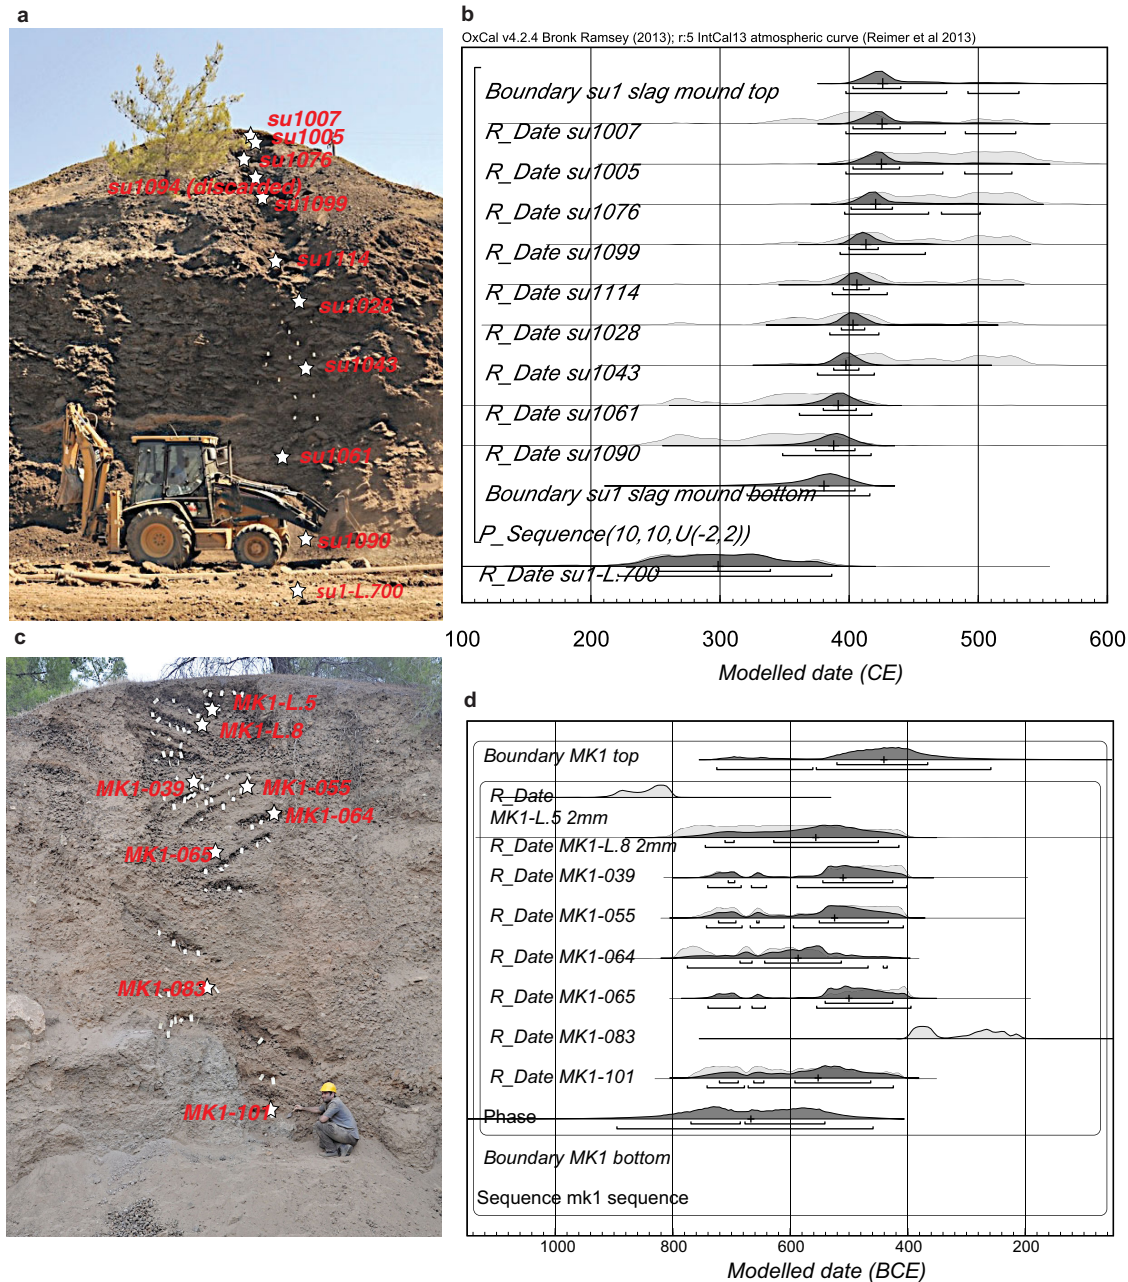 a
su1007
su1005
su1076
su1094 (discarded)
su1099
su1114
su1028
su1043
su1061
su1090
su1-L.700
b
OxCal v4.2.4 Bronk Ramsey (2013); r:5 IntCal13 atmospheric curve (Reimer et al 2013)
Boundary su1 slag mound top
R_Date su1007
R_Date su1005
R_Date su1076
R_Date su1099
R_Date su1114
R_Date su1028
R_Date su1043
R_Date su1061
R_Date su1090
Boundary su1 slag mound bottom
P_Sequence(10,10,U(-2,2))
R_Date su1-L.700
100 200 300 400 500 600
Modelled date (CE)
c
MK1-L.5
MK1-L.8
MK1-039
MK1-055
MK1-064
MK1-065
MK1-083
MK1-101
d
Boundary MK1 top
R_Date
MK1-L.5 2mm
R_Date MK1-L.8 2mm
R_Date MK1-039
R_Date MK1-055
R_Date MK1-064
R_Date MK1-065
R_Date MK1-083
R_Date MK1-101
Phase
Boundary MK1 bottom
Sequence mk1 sequence
1000 800 600 400 200
Modelled date (BCE)